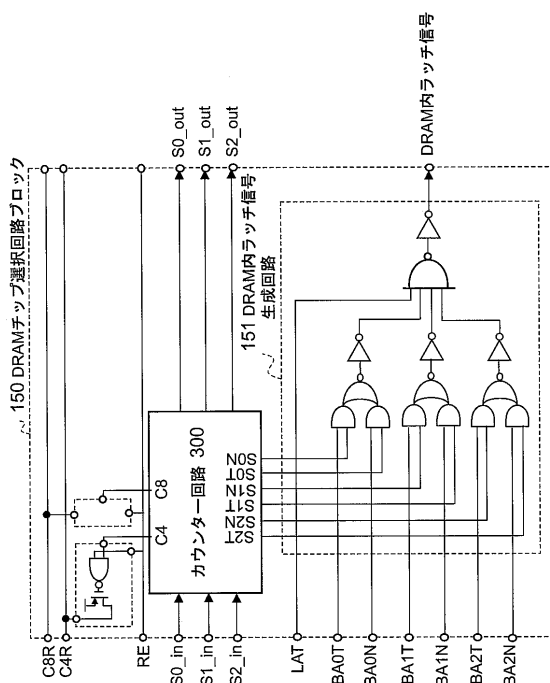 150 DRAMチップ選択回路ブロック
C8R
C4R
RE
S0_in
S1_in
S2_in
C4
C8
カウンター回路 300
S2T
S2N
S1T
S1N
S0T
S0N
S0_out
S1_out
S2_out
151 DRAM内ラッチ信号
生成回路
LAT
BA0T
BA0N
BA1T
BA1N
BA2T
BA2N
DRAM内ラッチ信号